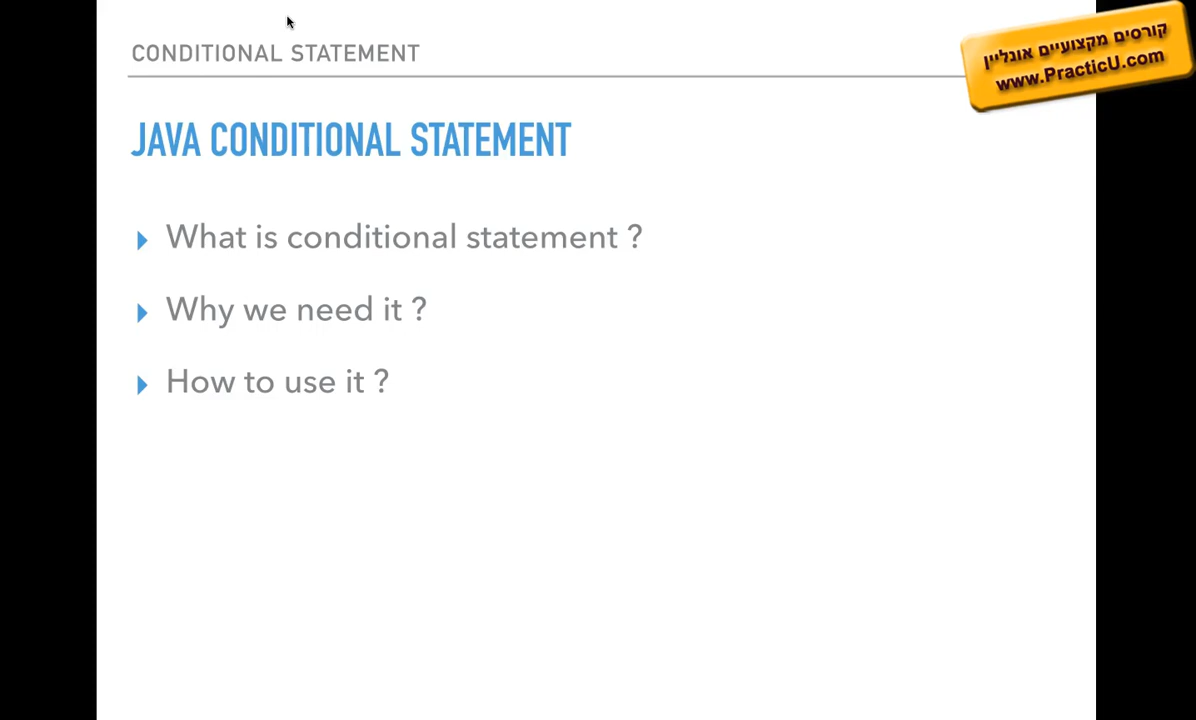 CONDITIONAL STATEMENT
קורסים מקצועיים אונליין
www.PracticU.com
JAVA CONDITIONAL STATEMENT
What is conditional statement ?
Why we need it ?
How to use it ?